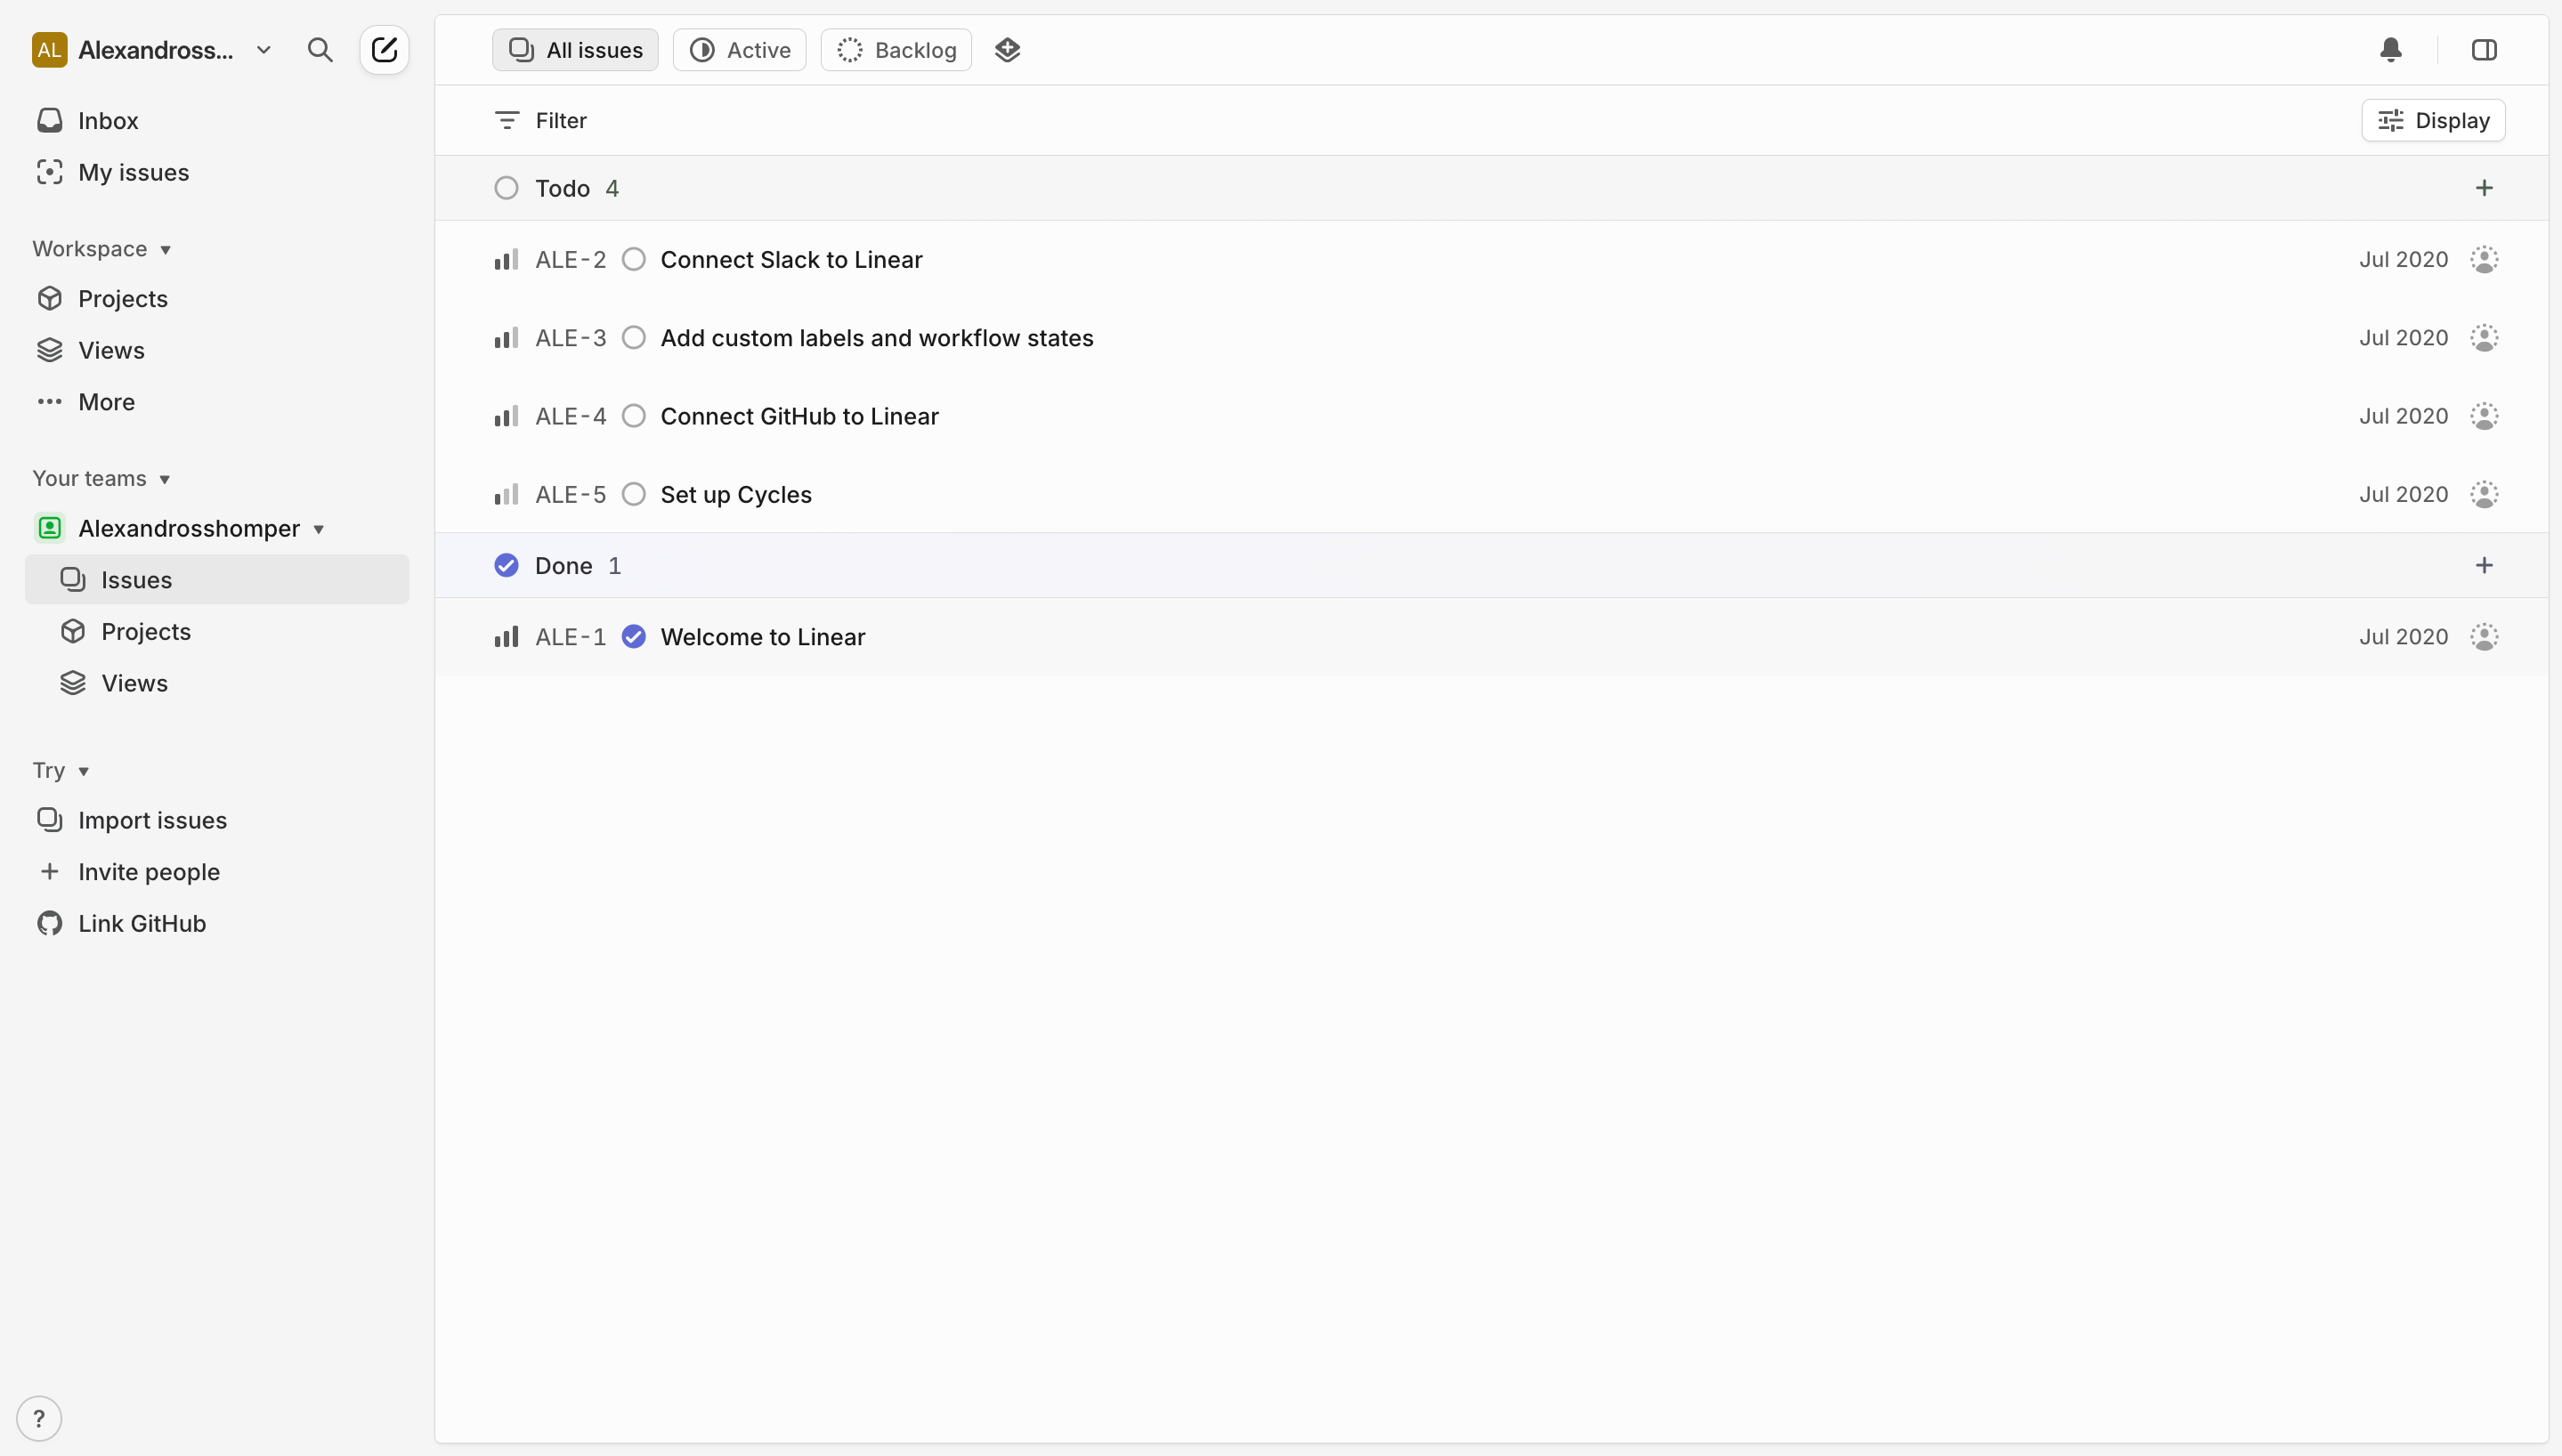 AL Alexandross...
Inbox
My issues
Workspace
Projects
Views
More
Your teams
Alexandrosshomper
Issues
Projects
Views
Try
Import issues
Invite people
Link GitHub
?
All issues Active Backlog
Filter Display
Todo 4
ALE-2 Connect Slack to Linear Jul 2020
ALE-3 Add custom labels and workflow states Jul 2020
ALE-4 Connect GitHub to Linear Jul 2020
ALE-5 Set up Cycles Jul 2020
Done 1
ALE-1 Welcome to Linear Jul 2020